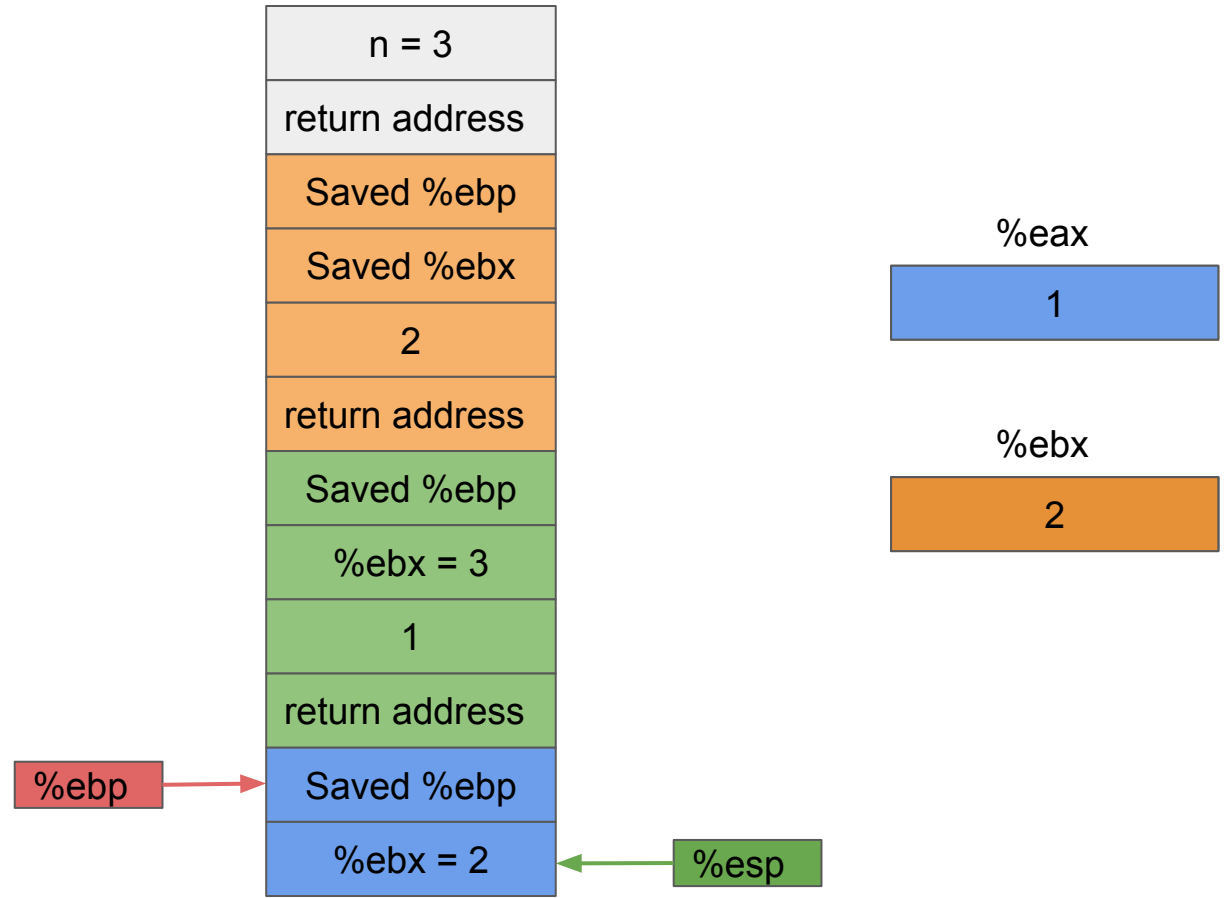 n = 3
return address
Saved %ebp
Saved %ebx
2
return address
Saved %ebp
%ebx = 3
1
return address
Saved %ebp
%ebx = 2
%ebp
%esp
%eax
1
%ebx
2